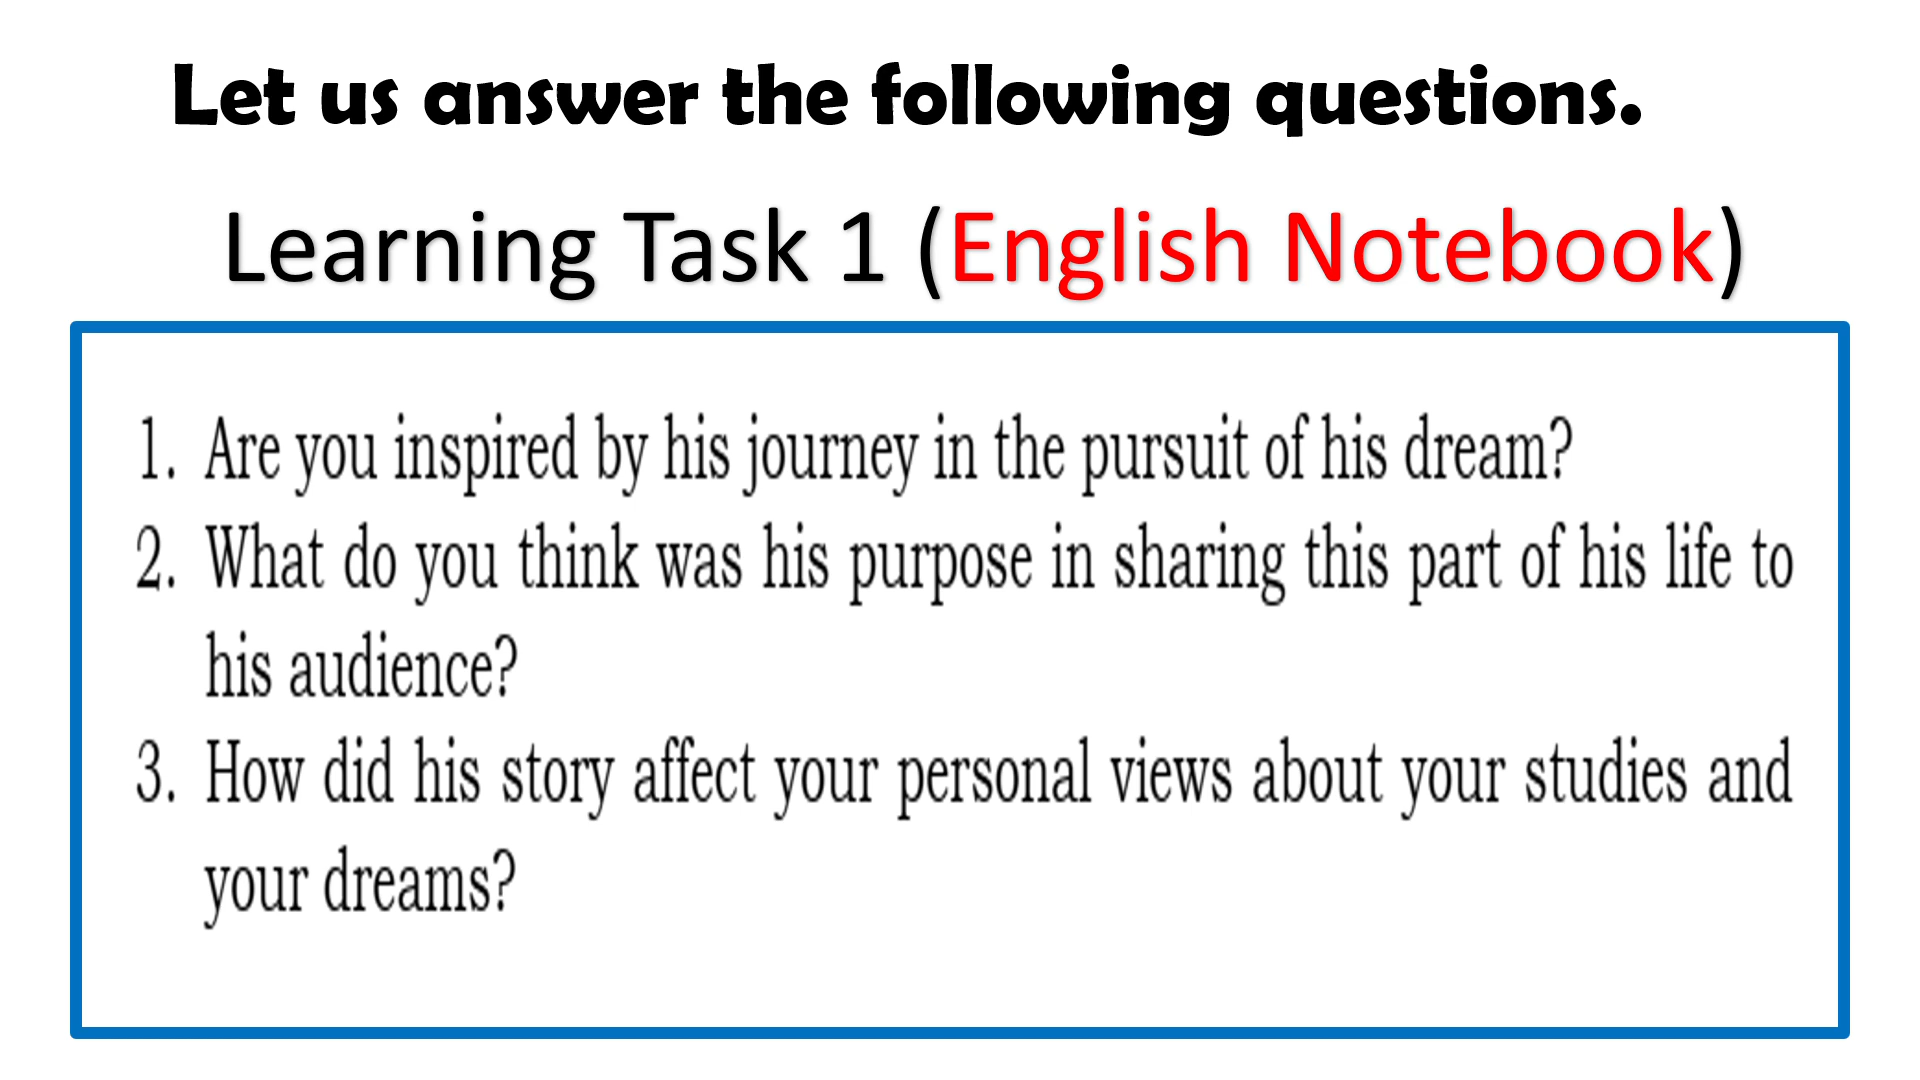 Let us answer the following questions.
Learning Task 1 (English Notebook)
1. Are you inspired by his journey in the pursuit of his dream?
2. What do you think was his purpose in sharing this part of his life to
his audience?
3. How did his story affect your personal views about your studies and
your dreams?